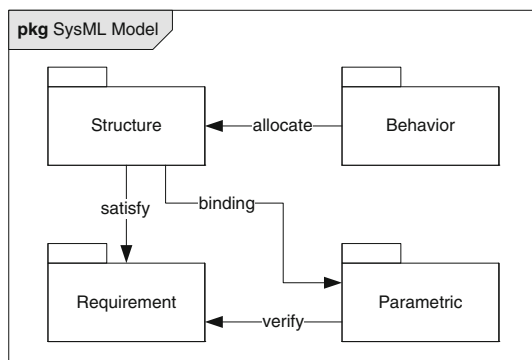 pkg SysML Model
Structure
allocate
Behavior
satisfy
binding
Requirement
verify
Parametric